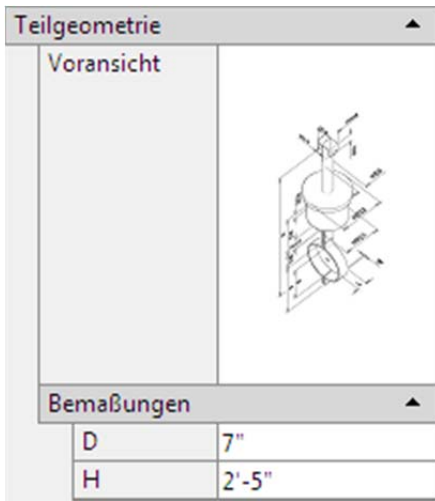 Teilgeometrie
Voransicht
Bemaßungen
D 7"
H 2'-5"